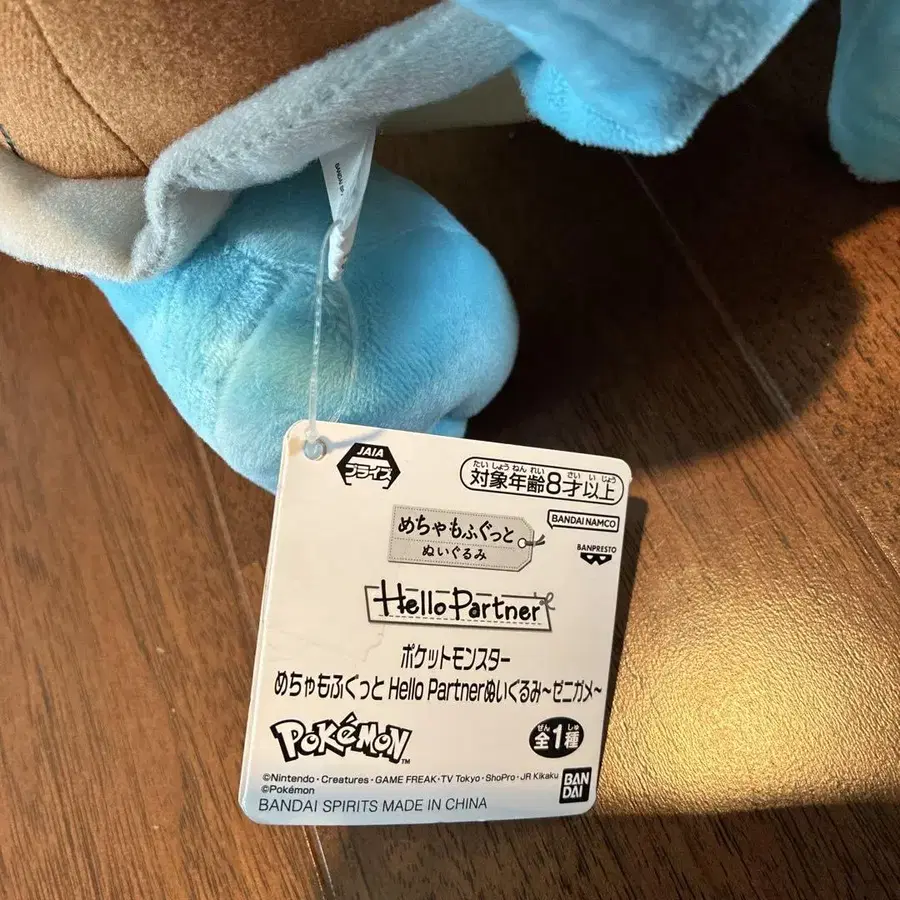 BANDAI SPI
JAIA
プライズ
たいしょうねんれい さいいじょう
対象年齢8才以上
めちゃもふぐっと
ぬいぐるみ
BANDAI NAMCO
BANPRESTO
Hello Partner
ポケットモンスター
めちゃもふぐっと Hello Partnerぬいぐるみ~ゼニガメ~
POKéMON™
ぜん しゅ
全1種
©Nintendo・Creatures・GAME FREAK・TV Tokyo・ShoPro・JR Kikaku
©Pokémon
BANDAI SPIRITS MADE IN CHINA
BAN
DAI